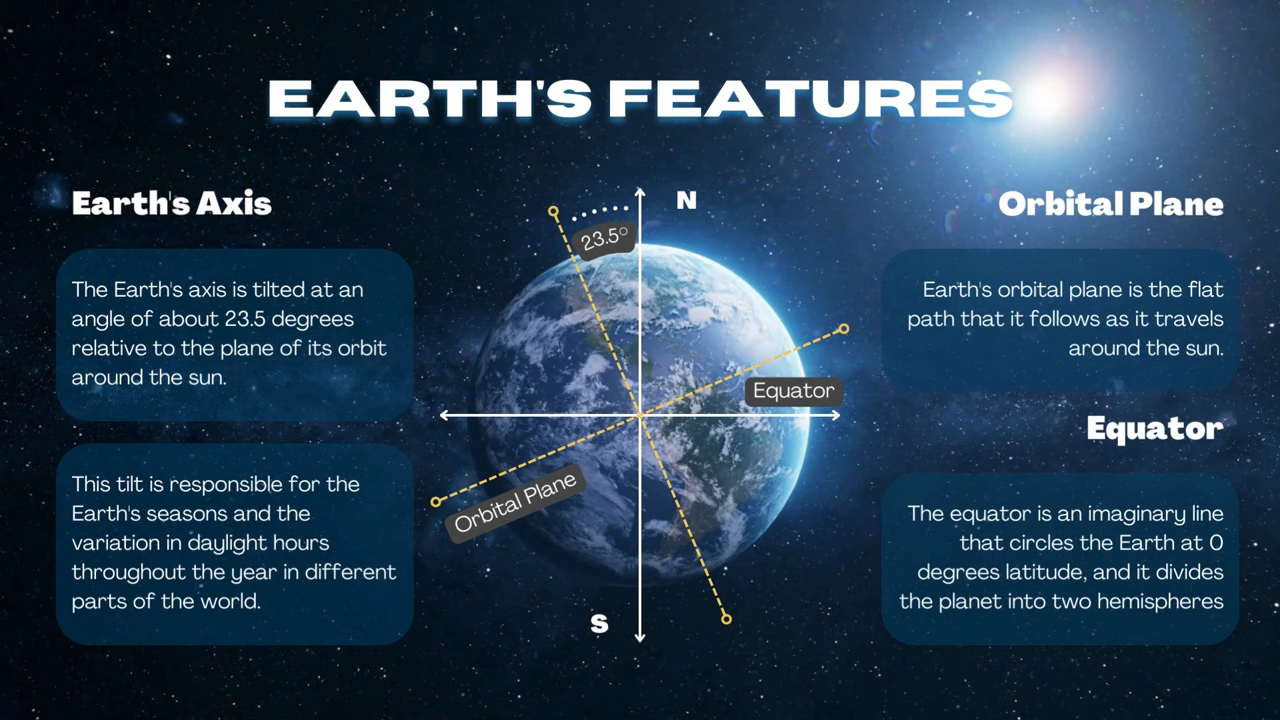 EARTH'S FEATURES
Earth's Axis
The Earth's axis is tilted at an
angle of about 23.5 degrees
relative to the plane of its orbit
around the sun.
This tilt is responsible for the
Earth's seasons and the
variation in daylight hours
throughout the year in different
parts of the world.
N
23.5°
Equator
Orbital Plane
S
Orbital Plane
Earth's orbital plane is the flat
path that it follows as it travels
around the sun.
Equator
The equator is an imaginary line
that circles the Earth at 0
degrees latitude, and it divides
the planet into two hemispheres